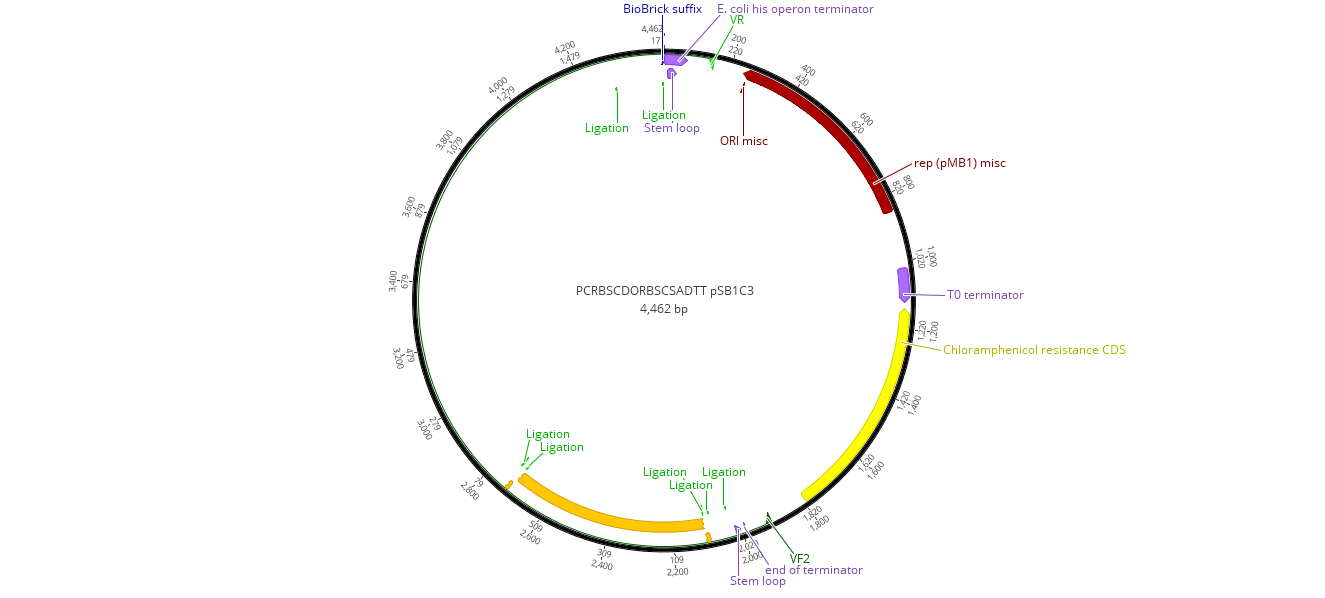 BioBrick suffix
E. coli his operon terminator
VR
4,462
17
200
220
4,200
1,479
400
420
4,000
1,279
600
620
Ligation
Ligation
Stem loop
ORI misc
3,800
1,079
rep (pMB1) misc
800
820
3,600
879
1,000
1,020
3,400
679
PCRBSCDORBSCSADTT pSB1C3
4,462 bp
T0 terminator
1,220
1,200
Chloramphenicol resistance CDS
3,200
479
1,420
1,400
3,000
279
Ligation
Ligation
1,620
1,600
Ligation
Ligation
Ligation
2,800
79
1,820
1,800
509
2,600
2,020
2,000
309
2,400
109
2,200
VF2
end of terminator
Stem loop